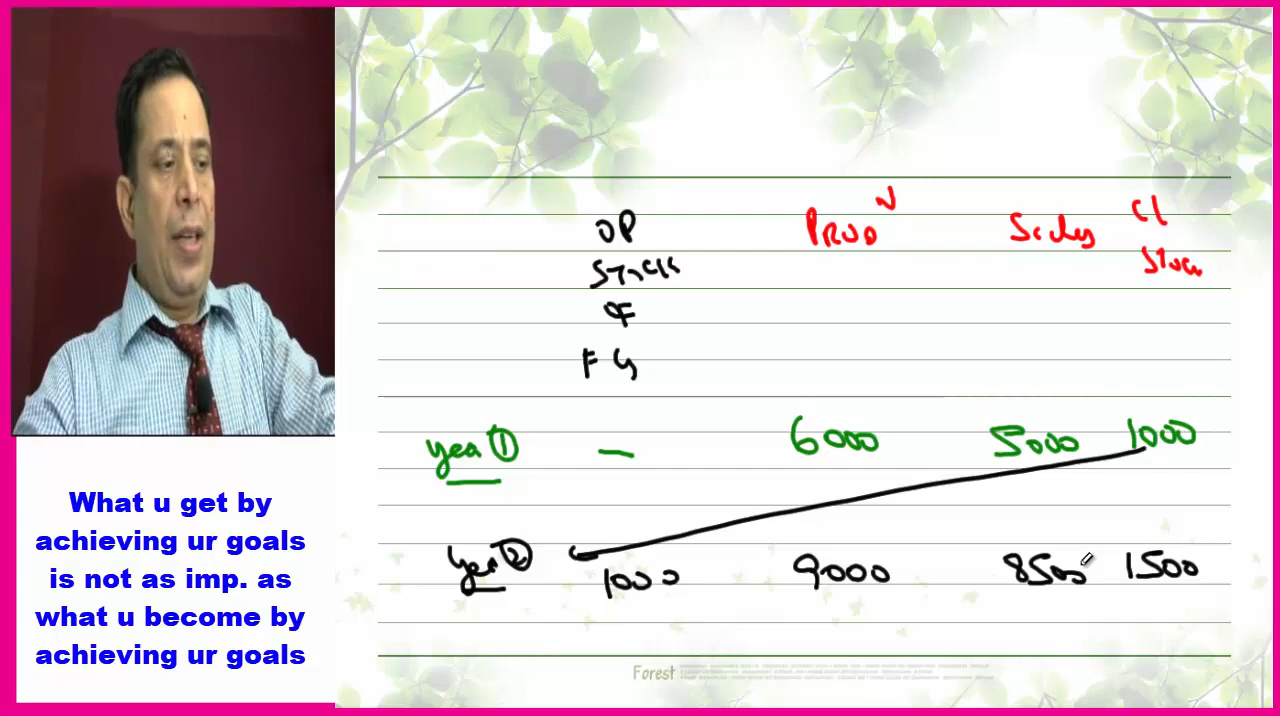 OP
Stock
OF
F G
Prod N
Sales
Cl
Stock
year ① — 6000 5000 1000
year ② 1000 9000 8500 1500
What u get by
achieving ur goals
is not as imp. as
what u become by
achieving ur goals
Forest